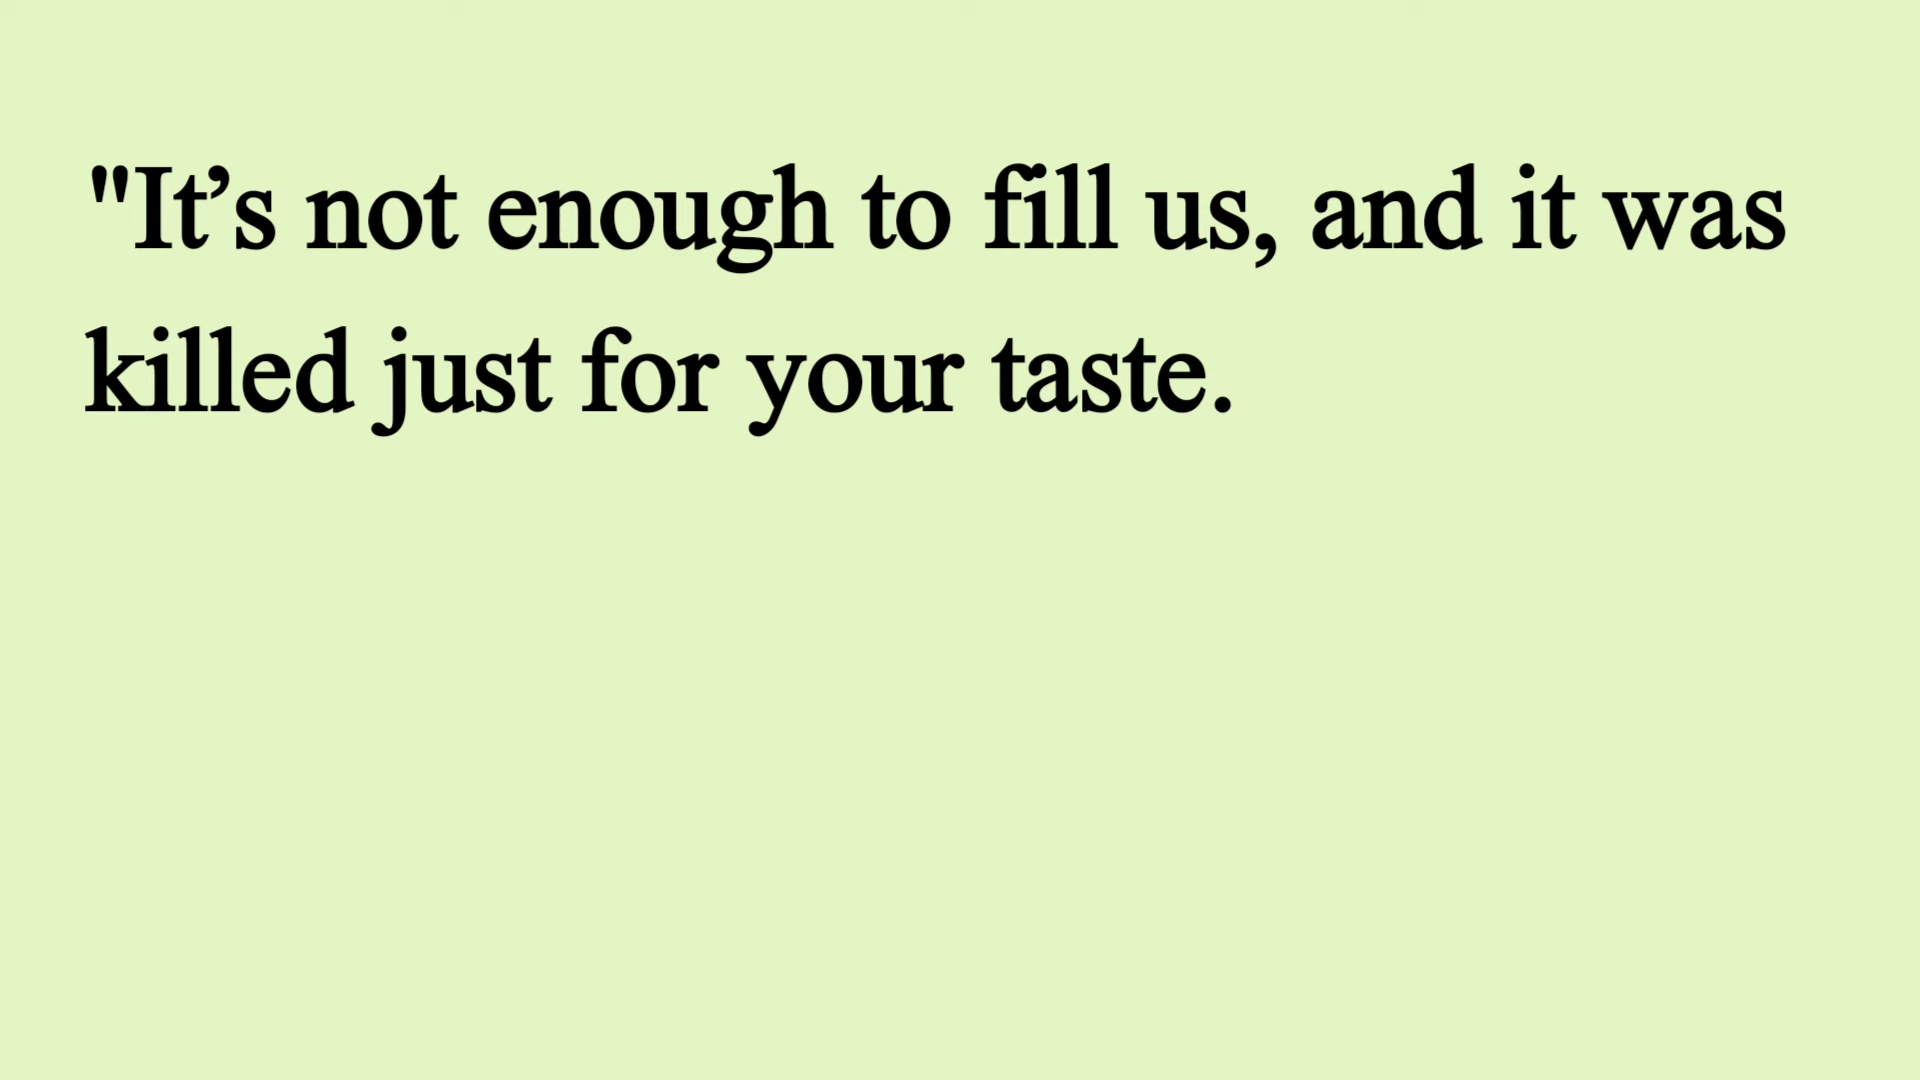 "It’s not enough to fill us, and it was
killed just for your taste.